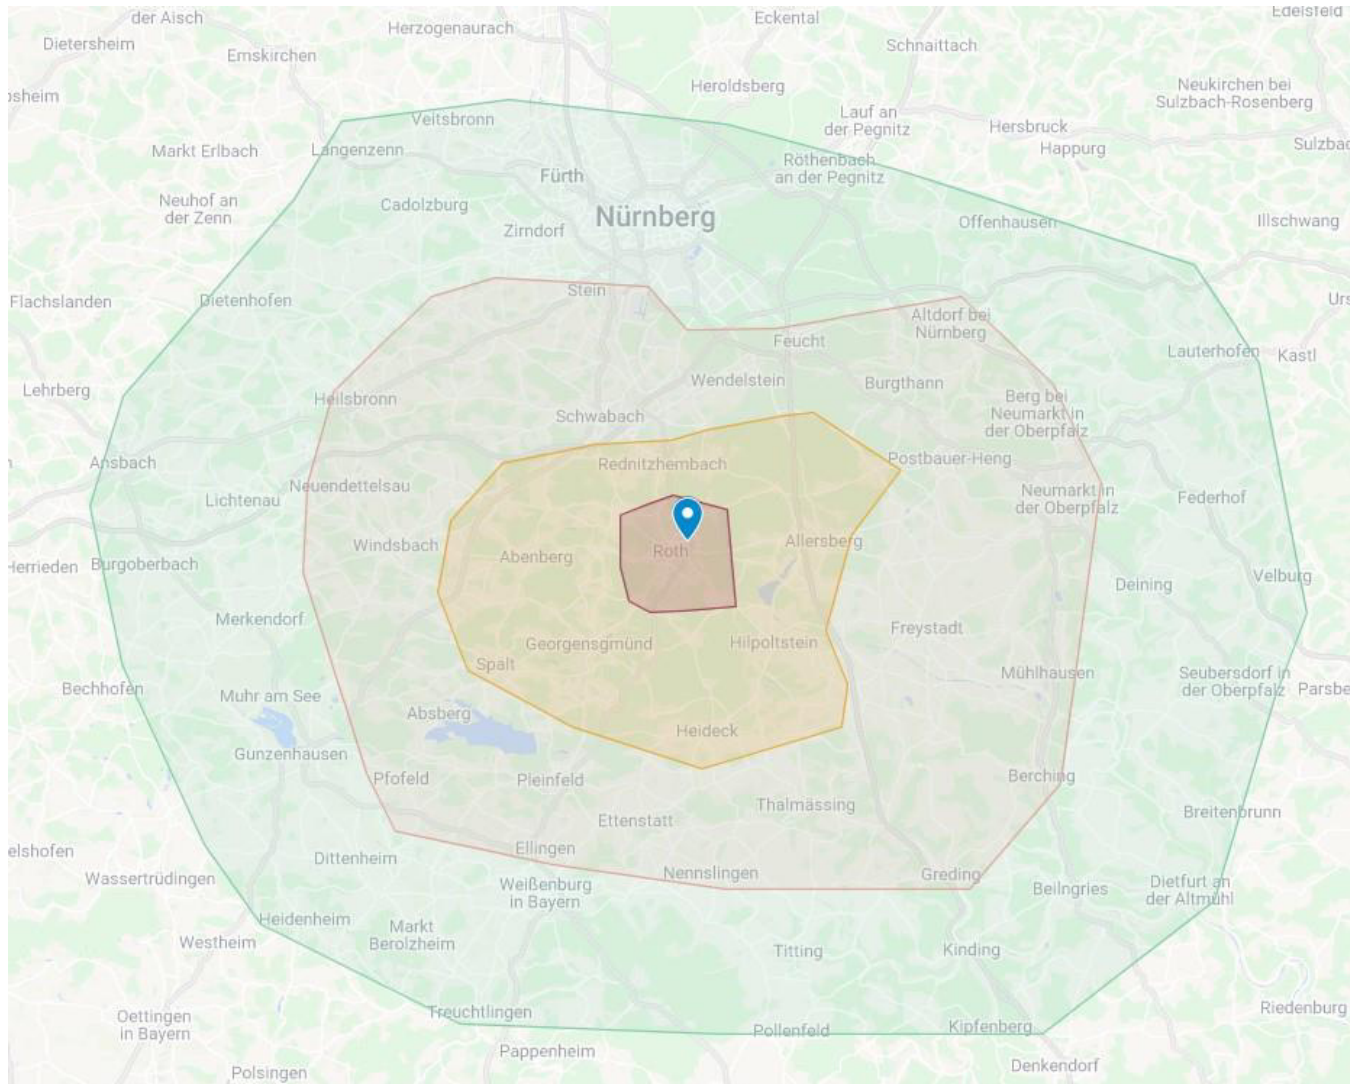 der Aisch
Eckental
Edelsfeld
Herzogenaurach
Dietersheim
Emskirchen
Schnaittach
Heroldsberg
Neukirchen bei
Sulzbach-Rosenberg
Lauf an
der Pegnitz
Veitsbronn
Hersbruck
Happurg
Markt Erlbach
Langenzenn
Röthenbach
an der Pegnitz
Fürth
Neuhof an
der Zenn
Cadolzburg
Nürnberg
Offenhausen
Illschwang
Zirndorf
Flachslanden
Dietenhofen
Stein
Altdorf bei
Nürnberg
Feucht
Lauterhofen
Kastl
Lehrberg
Heilsbronn
Wendelstein
Burgthann
Berg bei
Neumarkt in
der Oberpfalz
Schwabach
Ansbach
Rednitzhembach
Postbauer-Heng
Lichtenau
Neuendettelsau
Neumarkt in
der Oberpfalz
Federhof
Windsbach
Abenberg
Roth
Allersberg
Herrieden
Burgoberbach
Deining
Velburg
Merkendorf
Georgensgmünd
Hilpoltstein
Freystadt
Spalt
Mühlhausen
Seubersdorf in
der Oberpfalz
Bechhofen
Muhr am See
Absberg
Heideck
Gunzenhausen
Pfofeld
Pleinfeld
Berching
Thalmässing
Breitenbrunn
Ettenstatt
Dittenheim
Ellingen
Wassertrüdingen
Nennslingen
Greding
Weißenburg
in Bayern
Beilngries
Dietfurt an
der Altmühl
Heidenheim
Markt
Berolzheim
Westheim
Titting
Kinding
Oettingen
in Bayern
Treuchtlingen
Pollenfeld
Kipfenberg
Riedenburg
Pappenheim
Denkendorf
Polsingen